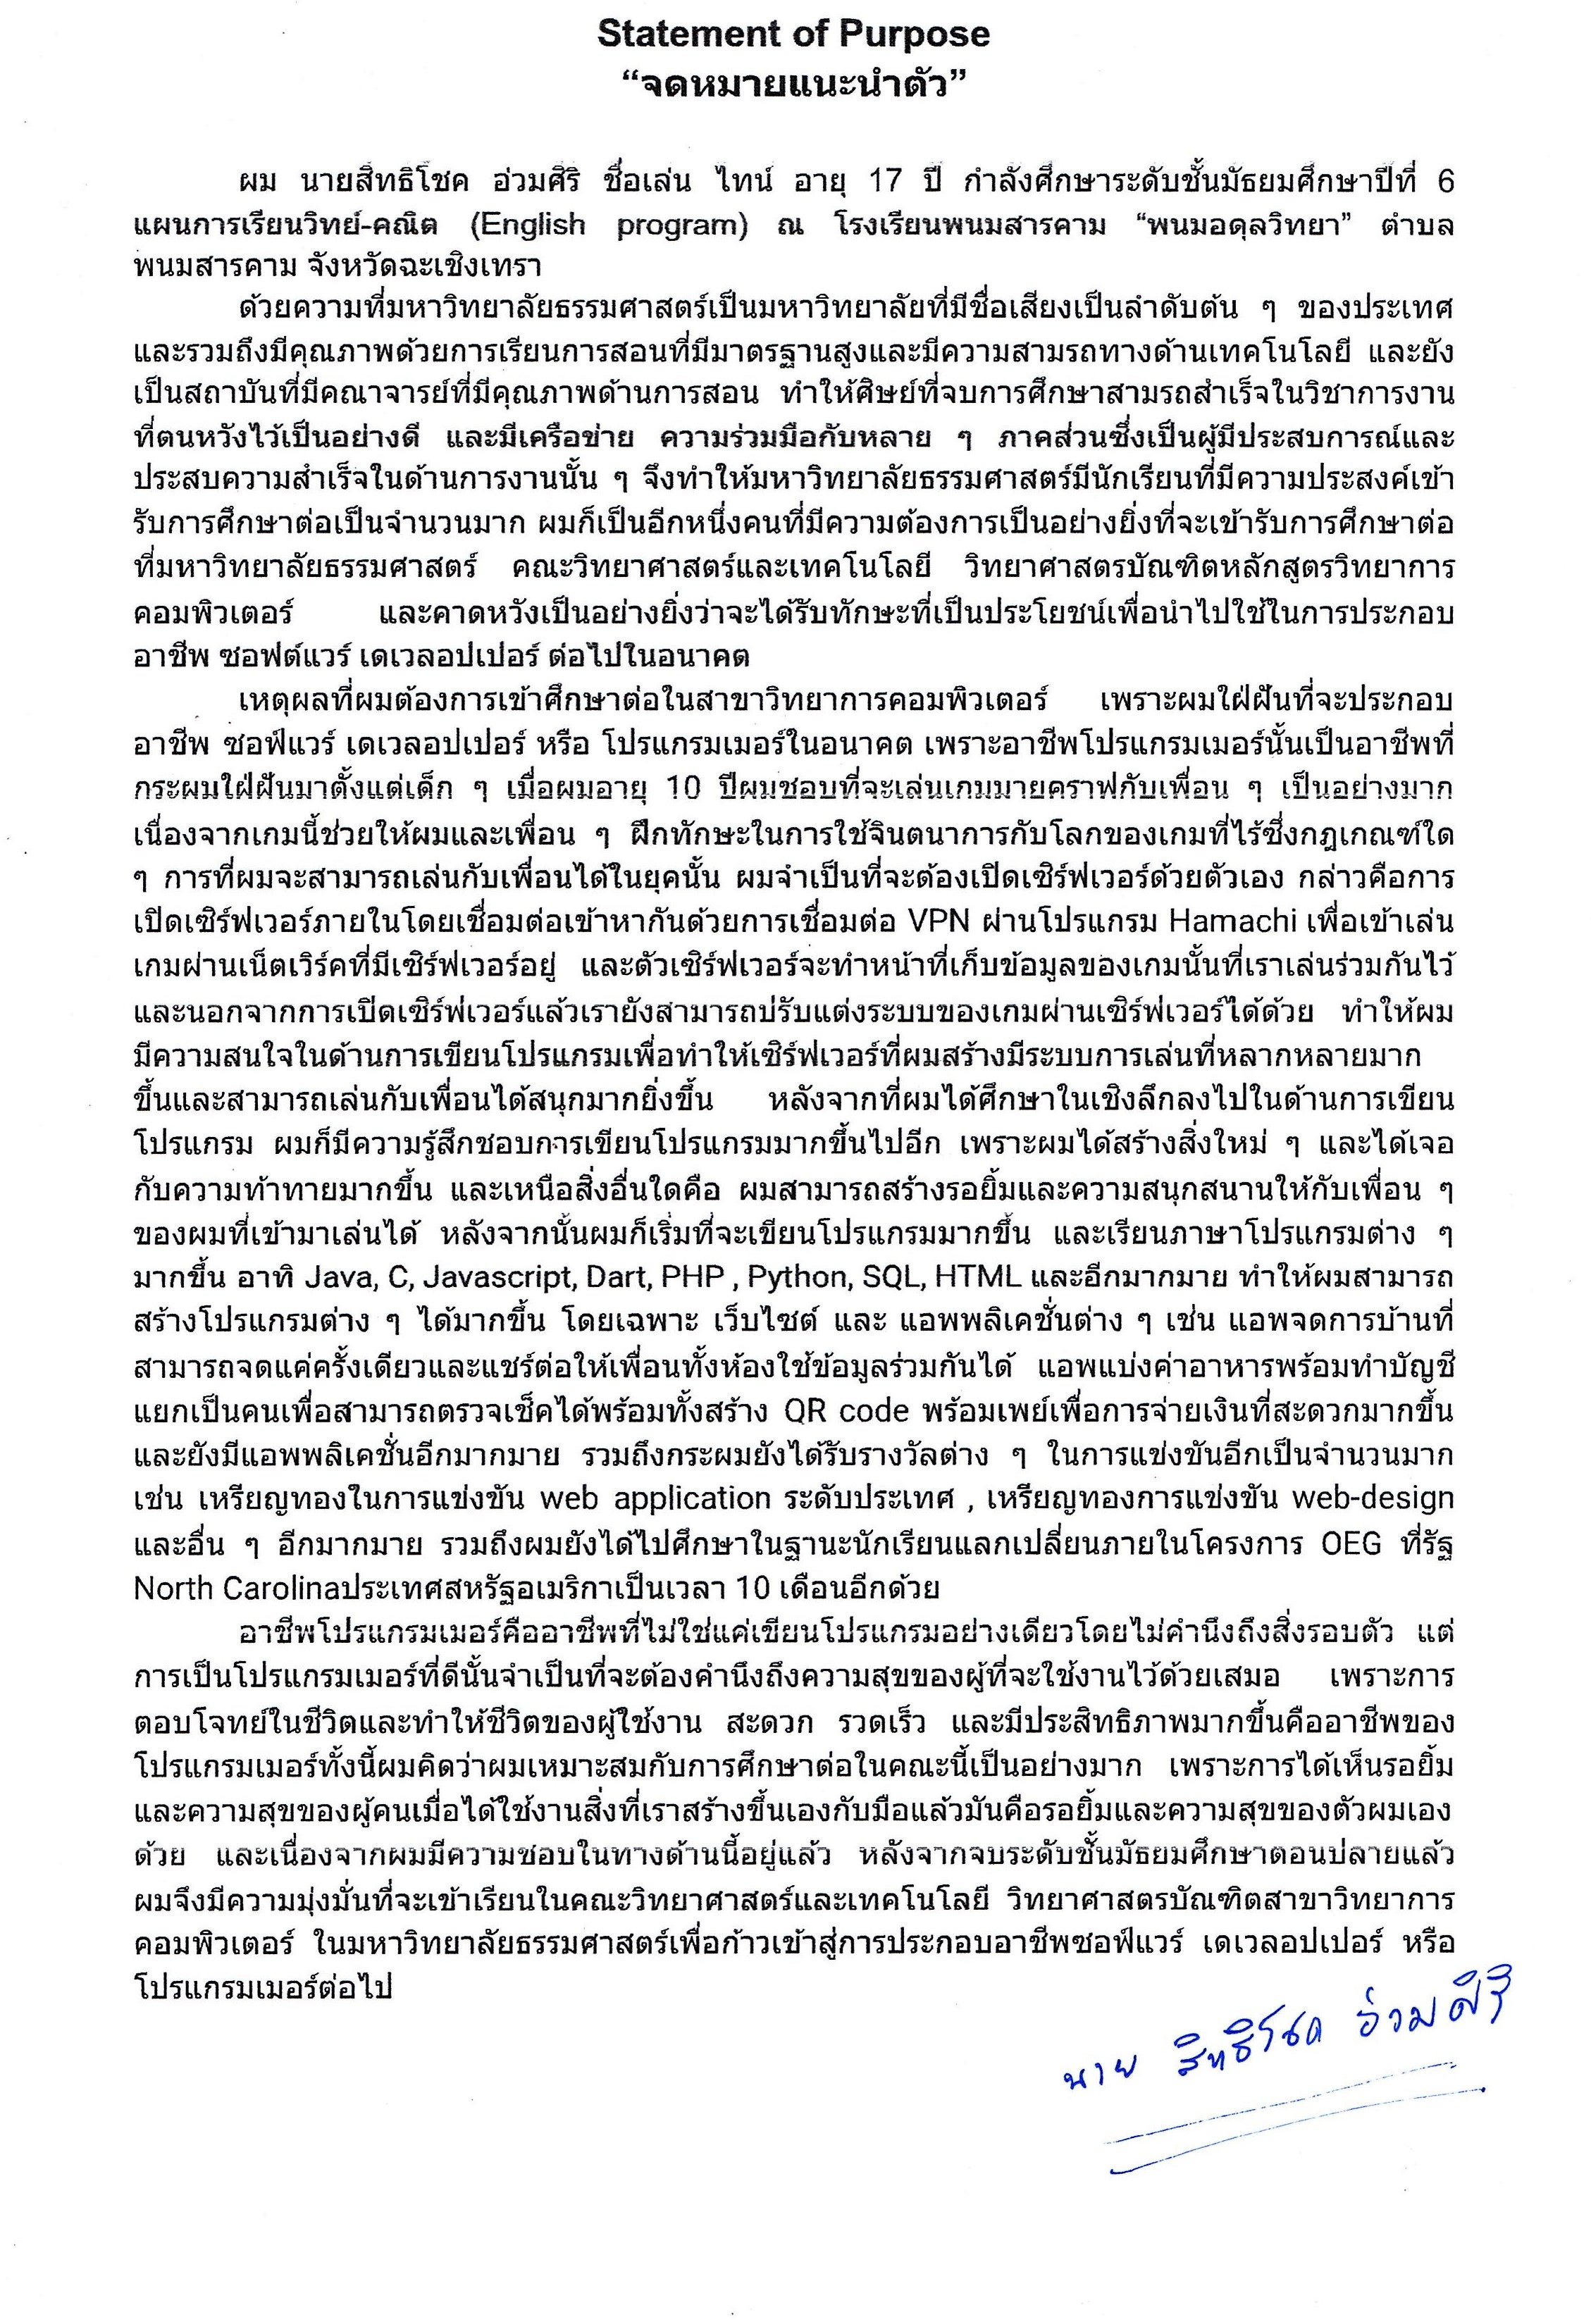 Statement of Purpose
“จดหมายแนะนำตัว”
ผม นายสิทธิโชค อ่วมศิริ ชื่อเล่น ไทน์ อายุ 17 ปี กำลังศึกษาระดับชั้นมัธยมศึกษาปีที่ 6
แผนการเรียนวิทย์-คณิต (English program) ณ โรงเรียนพนมสารคาม “พนมอดุลวิทยา” ตำบล
พนมสารคาม จังหวัดฉะเชิงเทรา
ด้วยความที่มหาวิทยาลัยธรรมศาสตร์เป็นมหาวิทยาลัยที่มีชื่อเสียงเป็นลำดับต้น ๆ ของประเทศ
และรวมถึงมีคุณภาพด้วยการเรียนการสอนที่มีมาตรฐานสูงและมีความสามรถทางด้านเทคโนโลยี และยัง
เป็นสถาบันที่มีคณาจารย์ที่มีคุณภาพด้านการสอน ทำให้ศิษย์ที่จบการศึกษาสามรถสำเร็จในวิชาการงาน
ที่ตนหวังไว้เป็นอย่างดี และมีเครือข่าย ความร่วมมือกับหลาย ๆ ภาคส่วนซึ่งเป็นผู้มีประสบการณ์และ
ประสบความสำเร็จในด้านการงานนั้น ๆ จึงทำให้มหาวิทยาลัยธรรมศาสตร์มีนักเรียนที่มีความประสงค์เข้า
รับการศึกษาต่อเป็นจำนวนมาก ผมก็เป็นอีกหนึ่งคนที่มีความต้องการเป็นอย่างยิ่งที่จะเข้ารับการศึกษาต่อ
ที่มหาวิทยาลัยธรรมศาสตร์ คณะวิทยาศาสตร์และเทคโนโลยี วิทยาศาสตรบัณฑิตหลักสูตรวิทยาการ
คอมพิวเตอร์ และคาดหวังเป็นอย่างยิ่งว่าจะได้รับทักษะที่เป็นประโยชน์เพื่อนำไปใช้ในการประกอบ
อาชีพ ซอฟต์แวร์ เดเวลอปเปอร์ ต่อไปในอนาคต
เหตุผลที่ผมต้องการเข้าศึกษาต่อในสาขาวิทยาการคอมพิวเตอร์ เพราะผมใฝ่ฝันที่จะประกอบ
อาชีพ ซอฟ์แวร์ เดเวลอปเปอร์ หรือ โปรแกรมเมอร์ในอนาคต เพราะอาชีพโปรแกรมเมอร์นั้นเป็นอาชีพที่
กระผมใฝ่ฝันมาตั้งแต่เด็ก ๆ เมื่อผมอายุ 10 ปีผมชอบที่จะเล่นเกมมายคราฟกับเพื่อน ๆ เป็นอย่างมาก
เนื่องจากเกมนี้ช่วยให้ผมและเพื่อน ๆ ฝึกทักษะในการใช้จินตนาการกับโลกของเกมที่ไร้ซึ่งกฎเกณฑ์ใด
ๆ การที่ผมจะสามารถเล่นกับเพื่อนได้ในยุคนั้น ผมจำเป็นที่จะต้องเปิดเซิร์ฟเวอร์ด้วยตัวเอง กล่าวคือการ
เปิดเซิร์ฟเวอร์ภายในโดยเชื่อมต่อเข้าหากันด้วยการเชื่อมต่อ VPN ผ่านโปรแกรม Hamachi เพื่อเข้าเล่น
เกมผ่านเน็ตเวิร์คที่มีเซิร์ฟเวอร์อยู่ และตัวเซิร์ฟเวอร์จะทำหน้าที่เก็บข้อมูลของเกมนั้นที่เราเล่นร่วมกันไว้
และนอกจากการเปิดเซิร์ฟเวอร์แล้วเรายังสามารถปรับแต่งระบบของเกมผ่านเซิร์ฟเวอร์ได้ด้วย ทำให้ผม
มีความสนใจในด้านการเขียนโปรแกรมเพื่อทำให้เซิร์ฟเวอร์ที่ผมสร้างมีระบบการเล่นที่หลากหลายมาก
ขึ้นและสามารถเล่นกับเพื่อนได้สนุกมากยิ่งขึ้น หลังจากที่ผมได้ศึกษาในเชิงลึกลงไปในด้านการเขียน
โปรแกรม ผมก็มีความรู้สึกชอบการเขียนโปรแกรมมากขึ้นไปอีก เพราะผมได้สร้างสิ่งใหม่ ๆ และได้เจอ
กับความท้าทายมากขึ้น และเหนือสิ่งอื่นใดคือ ผมสามารถสร้างรอยยิ้มและความสนุกสนานให้กับเพื่อน ๆ
ของผมที่เข้ามาเล่นได้ หลังจากนั้นผมก็เริ่มที่จะเขียนโปรแกรมมากขึ้น และเรียนภาษาโปรแกรมต่าง ๆ
มากขึ้น อาทิ Java, C, Javascript, Dart, PHP , Python, SQL, HTML และอีกมากมาย ทำให้ผมสามารถ
สร้างโปรแกรมต่าง ๆ ได้มากขึ้น โดยเฉพาะ เว็บไซต์ และ แอพพลิเคชั่นต่าง ๆ เช่น แอพจดการบ้านที่
สามารถจดแค่ครั้งเดียวและแชร์ต่อให้เพื่อนทั้งห้องใช้ข้อมูลร่วมกันได้ แอพแบ่งค่าอาหารพร้อมทำบัญชี
แยกเป็นคนเพื่อสามารถตรวจเช็คได้พร้อมทั้งสร้าง QR code พร้อมเพย์เพื่อการจ่ายเงินที่สะดวกมากขึ้น
และยังมีแอพพลิเคชั่นอีกมากมาย รวมถึงกระผมยังได้รับรางวัลต่าง ๆ ในการแข่งขันอีกเป็นจำนวนมาก
เช่น เหรียญทองในการแข่งขัน web application ระดับประเทศ , เหรียญทองการแข่งขัน web-design
และอื่น ๆ อีกมากมาย รวมถึงผมยังได้ไปศึกษาในฐานะนักเรียนแลกเปลี่ยนภายในโครงการ OEG ที่รัฐ
North Carolinaประเทศสหรัฐอเมริกาเป็นเวลา 10 เดือนอีกด้วย
อาชีพโปรแกรมเมอร์คืออาชีพที่ไม่ใช่แค่เขียนโปรแกรมอย่างเดียวโดยไม่คำนึงถึงสิ่งรอบตัว แต่
การเป็นโปรแกรมเมอร์ที่ดีนั้นจำเป็นที่จะต้องคำนึงถึงความสุขของผู้ที่จะใช้งานไว้ด้วยเสมอ เพราะการ
ตอบโจทย์ในชีวิตและทำให้ชีวิตของผู้ใช้งาน สะดวก รวดเร็ว และมีประสิทธิภาพมากขึ้นคืออาชีพของ
โปรแกรมเมอร์ทั้งนี้ผมคิดว่าผมเหมาะสมกับการศึกษาต่อในคณะนี้เป็นอย่างมาก เพราะการได้เห็นรอยยิ้ม
และความสุขของผู้คนเมื่อได้ใช้งานสิ่งที่เราสร้างขึ้นเองกับมือแล้วมันคือรอยยิ้มและความสุขของตัวผมเอง
ด้วย และเนื่องจากผมมีความชอบในทางด้านนี้อยู่แล้ว หลังจากจบระดับชั้นมัธยมศึกษาตอนปลายแล้ว
ผมจึงมีความมุ่งมั่นที่จะเข้าเรียนในคณะวิทยาศาสตร์และเทคโนโลยี วิทยาศาสตรบัณฑิตสาขาวิทยาการ
คอมพิวเตอร์ ในมหาวิทยาลัยธรรมศาสตร์เพื่อก้าวเข้าสู่การประกอบอาชีพซอฟ์แวร์ เดเวลอปเปอร์ หรือ
โปรแกรมเมอร์ต่อไป
นาย สิทธิโชค อ่วมศิริ